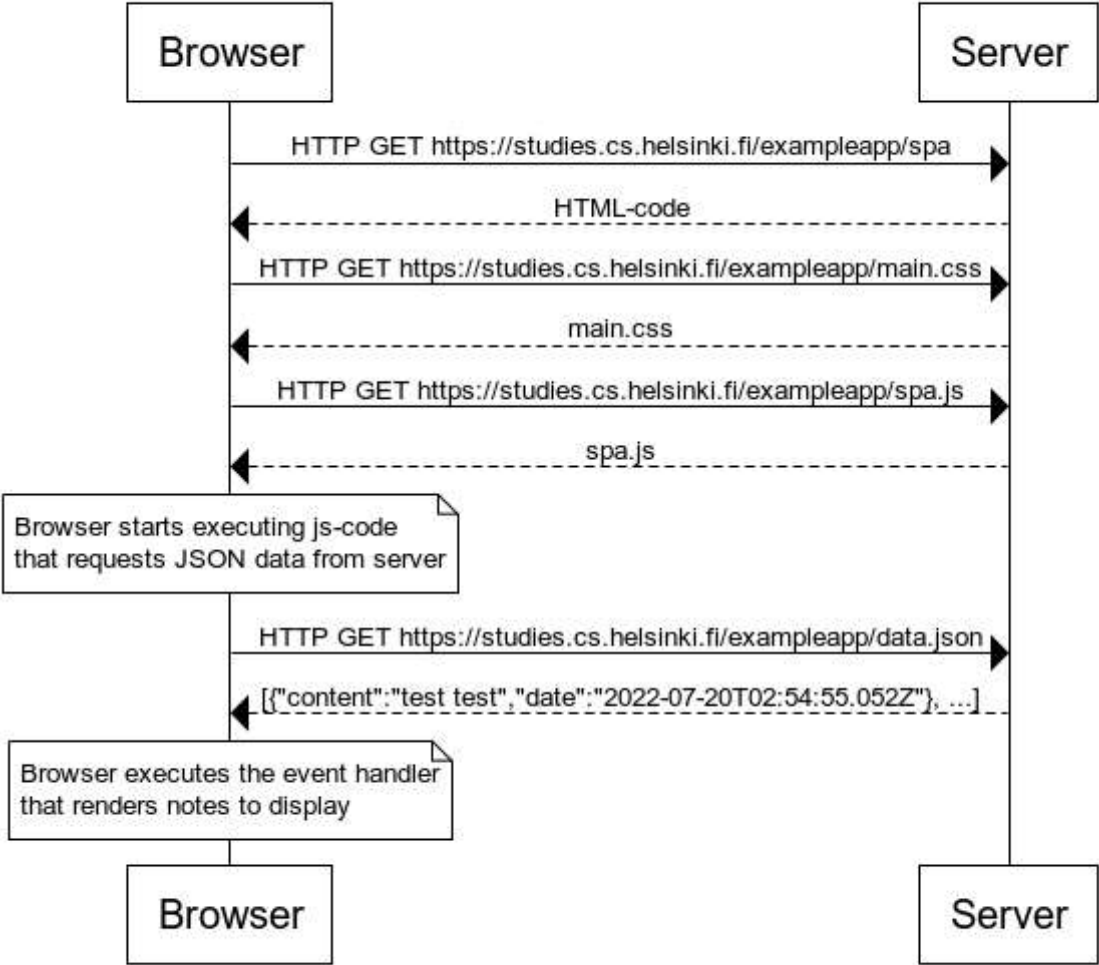 Browser
Server
HTTP GET https://studies.cs.helsinki.fi/exampleapp/spa
HTML-code
HTTP GET https://studies.cs.helsinki.fi/exampleapp/main.css
main.css
HTTP GET https://studies.cs.helsinki.fi/exampleapp/spa.js
spa.js
Browser starts executing js-code
that requests JSON data from server
HTTP GET https://studies.cs.helsinki.fi/exampleapp/data.json
[{"content":"test test","date":"2022-07-20T02:54:55.052Z"}, ...]
Browser executes the event handler
that renders notes to display
Browser
Server